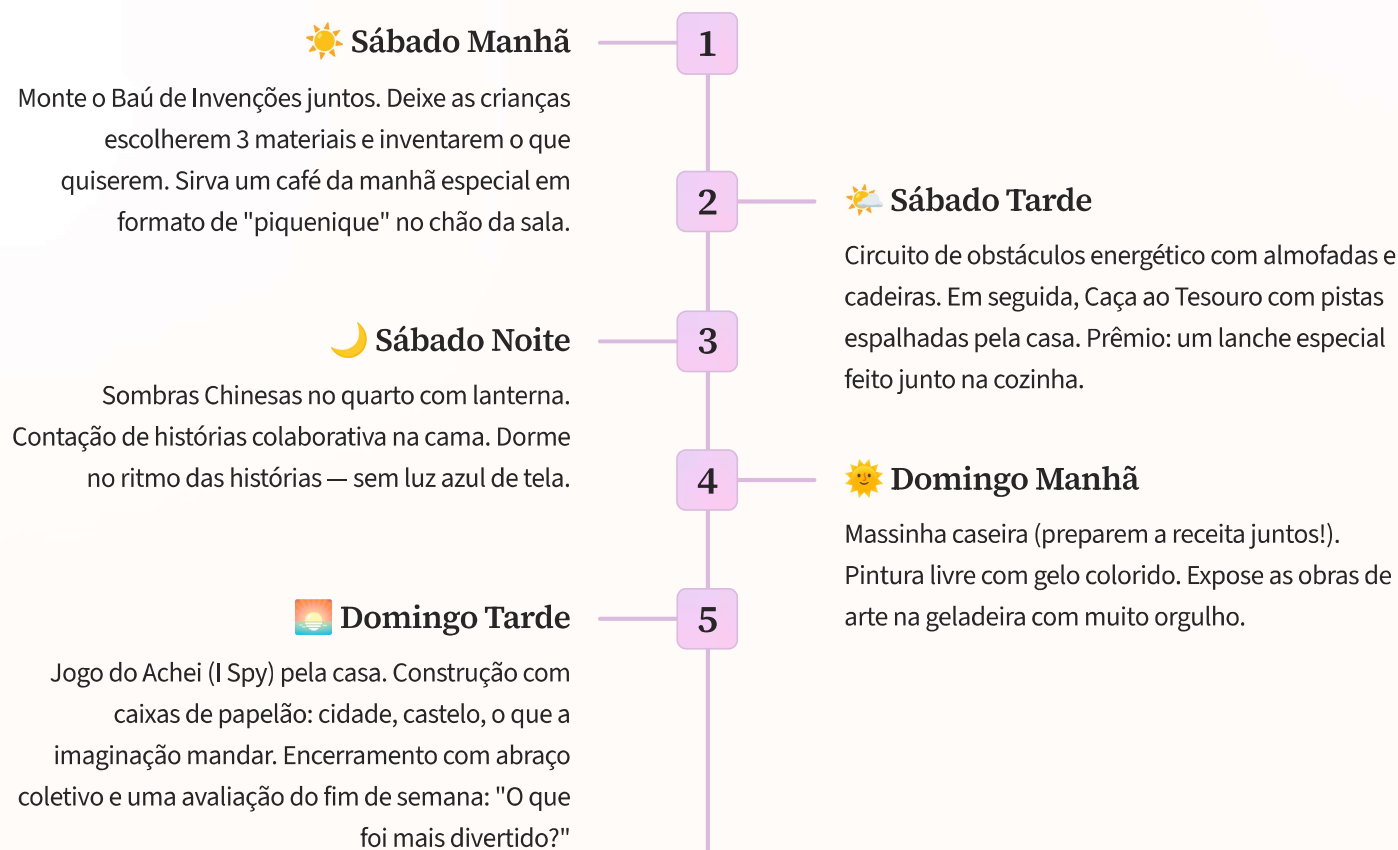 ☀️ Sábado Manhã
1
Monte o Baú de Invenções juntos. Deixe as crianças
escolherem 3 materiais e inventarem o que
quiserem. Sirva um café da manhã especial em
formato de "piquenique" no chão da sala.
2
🌤️ Sábado Tarde
Circuito de obstáculos energético com almofadas e
cadeiras. Em seguida, Caça ao Tesouro com pistas
espalhadas pela casa. Prêmio: um lanche especial
feito junto na cozinha.
🌙 Sábado Noite
3
Sombras Chinesas no quarto com lanterna.
Contação de histórias colaborativa na cama. Dorme
no ritmo das histórias — sem luz azul de tela.
4
🌞 Domingo Manhã
Massinha caseira (preparem a receita juntos!).
Pintura livre com gelo colorido. Expose as obras de
arte na geladeira com muito orgulho.
🌅 Domingo Tarde
5
Jogo do Achei (I Spy) pela casa. Construção com
caixas de papelão: cidade, castelo, o que a
imaginação mandar. Encerramento com abraço
coletivo e uma avaliação do fim de semana: "O que
foi mais divertido?"